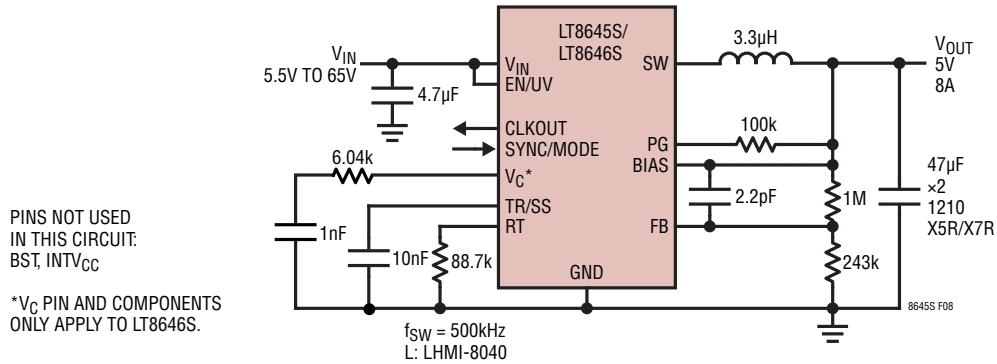 LT8645S/
LT8646S
3.3µH
VIN
5.5V TO 65V
VIN
EN/UV
SW
VOUT
5V
8A
4.7µF
CLKOUT
SYNC/MODE
PG
BIAS
100k
6.04k
VC*
TR/SS
RT
FB
2.2pF
1M
47µF
×2
1210
X5R/X7R
1nF
10nF
88.7k
243k
GND
PINS NOT USED
IN THIS CIRCUIT:
BST, INTVCC
*VC PIN AND COMPONENTS
ONLY APPLY TO LT8646S.
8645S F08
fSW = 500kHz
L: LHMI-8040